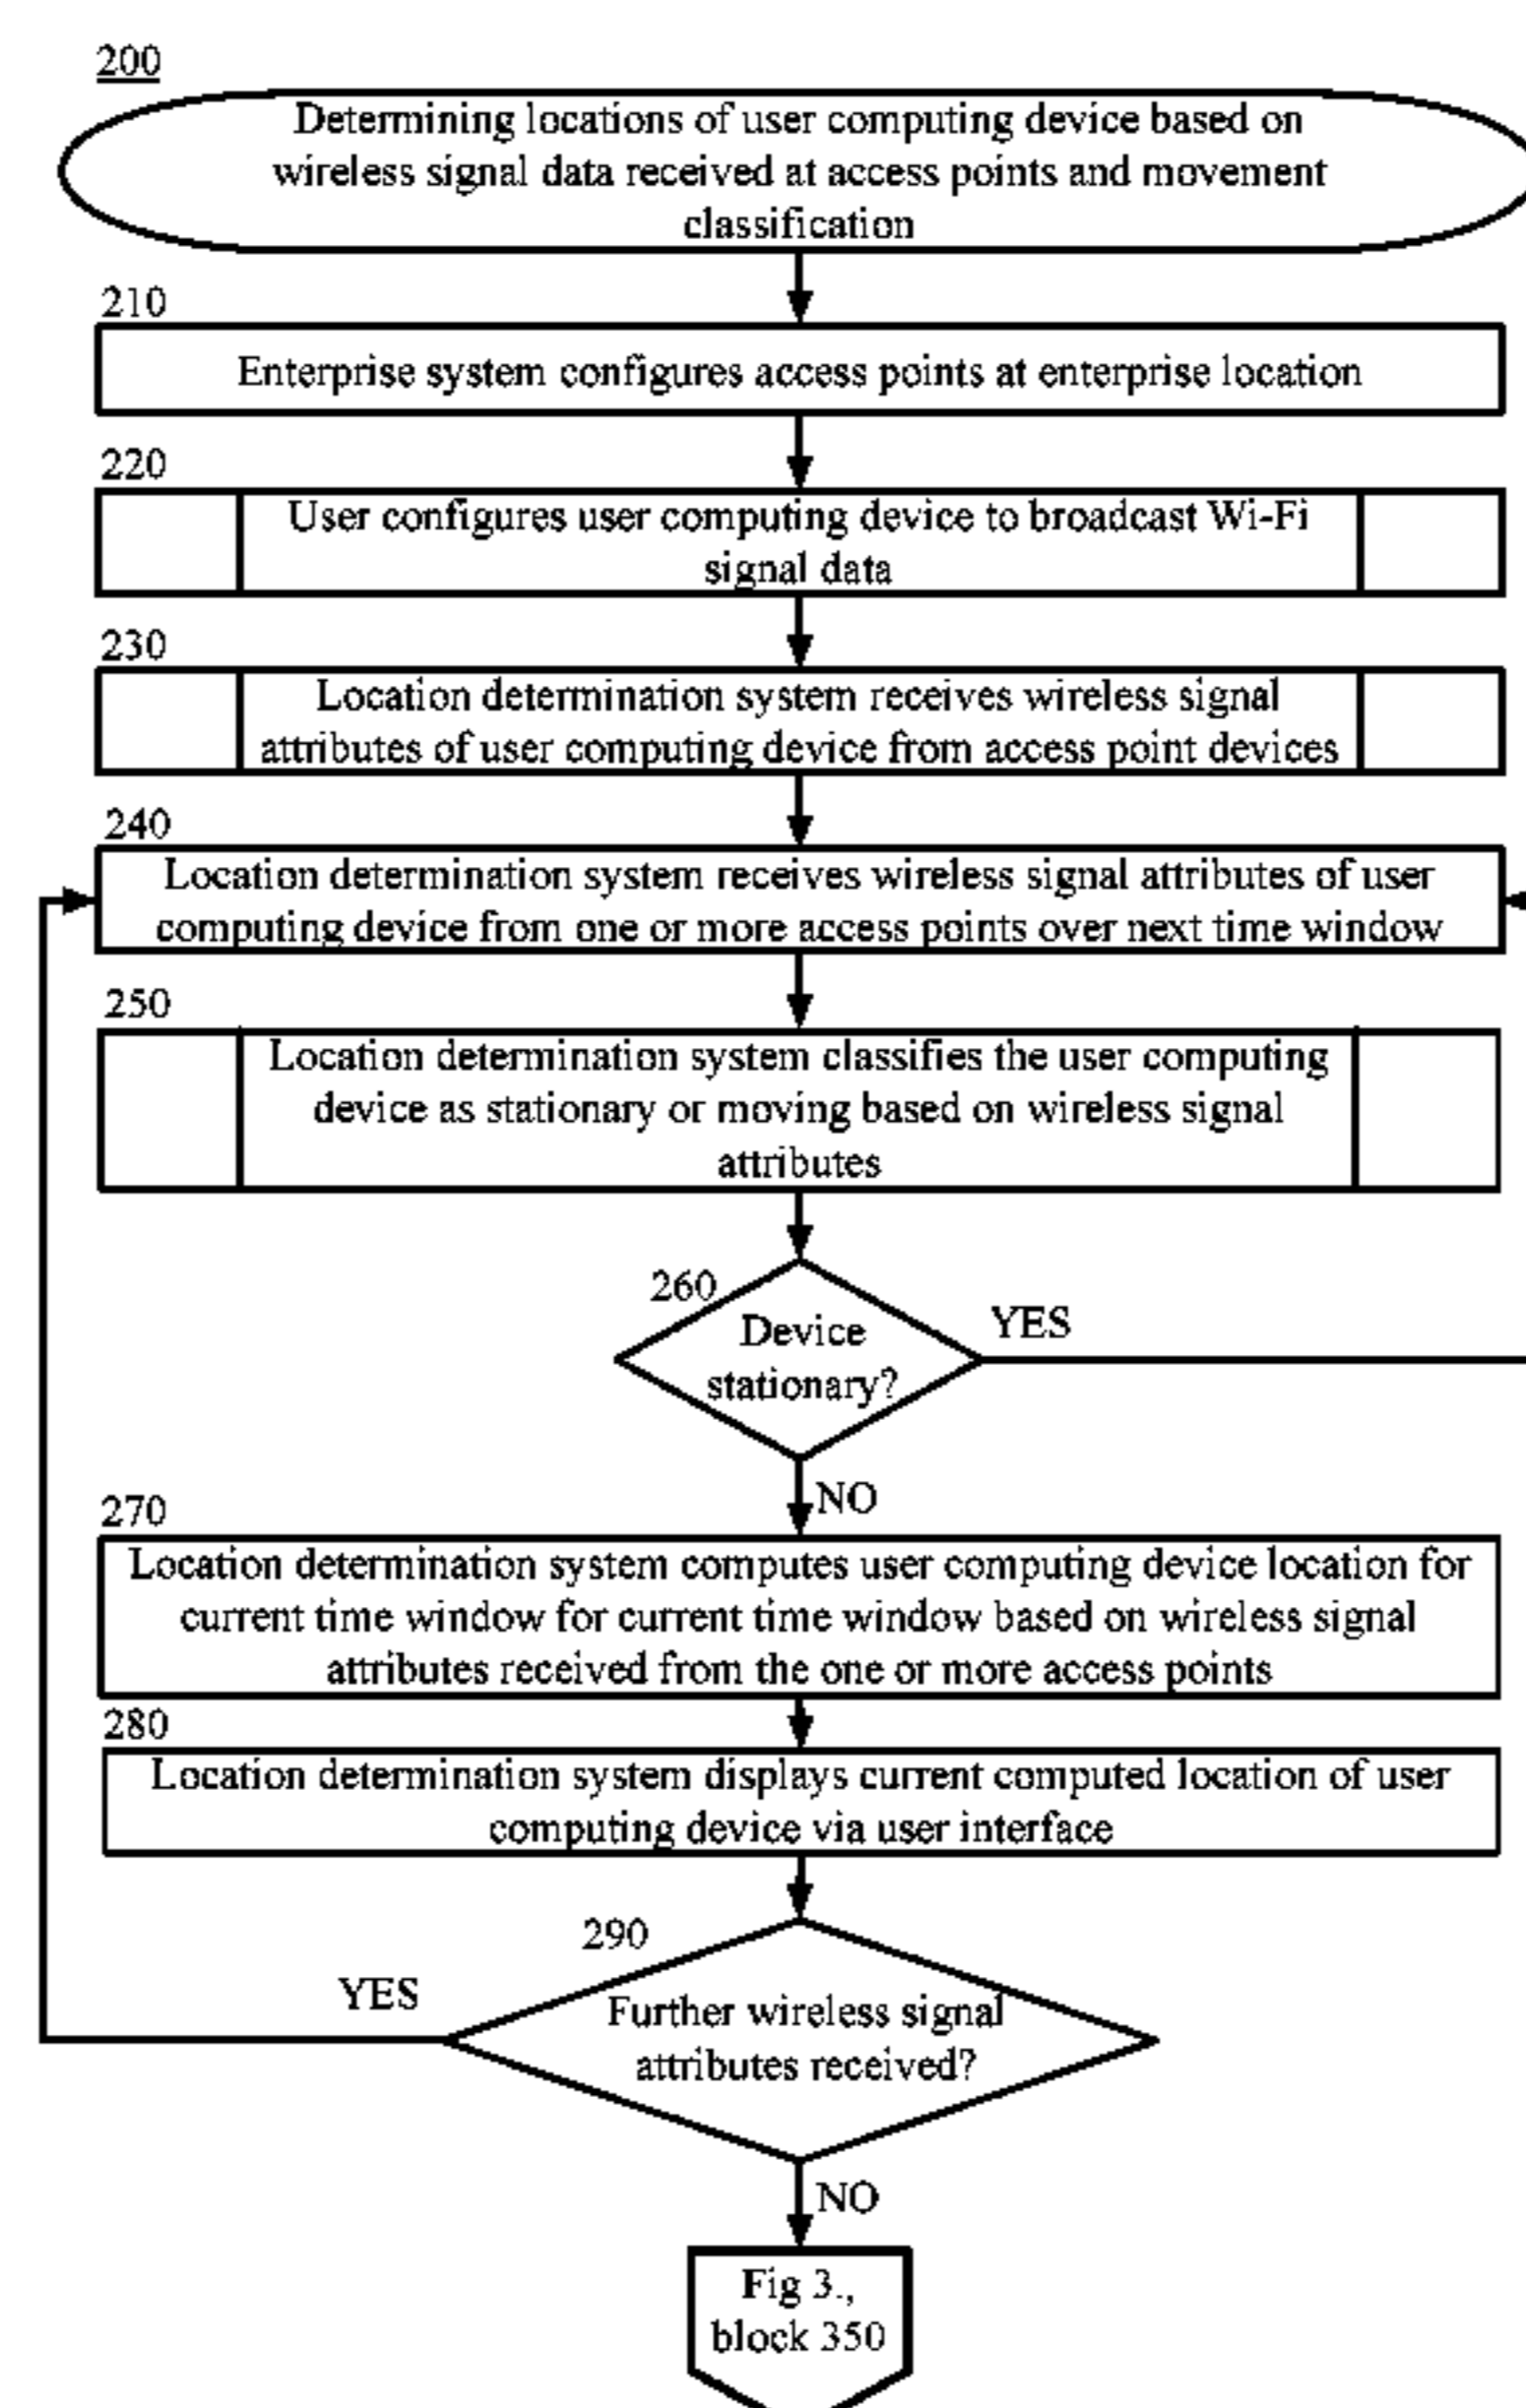 200
Determining locations of user computing device based on
wireless signal data received at access points and movement
classification
210
Enterprise system configures access points at enterprise location
220
User configures user computing device to broadcast Wi-Fi
signal data
230
Location determination system receives wireless signal
attributes of user computing device from access point devices
240
Location determination system receives wireless signal attributes of user
computing device from one or more access points over next time window
250
Location determination system classifies the user computing
device as stationary or moving based on wireless signal
attributes
260
Device
stationary?
YES
NO
270
Location determination system computes user computing device location for
current time window for current time window based on wireless signal
attributes received from the one or more access points
280
Location determination system displays current computed location of user
computing device via user interface
290
Further wireless signal
attributes received?
YES
NO
Fig 3.,
block 350